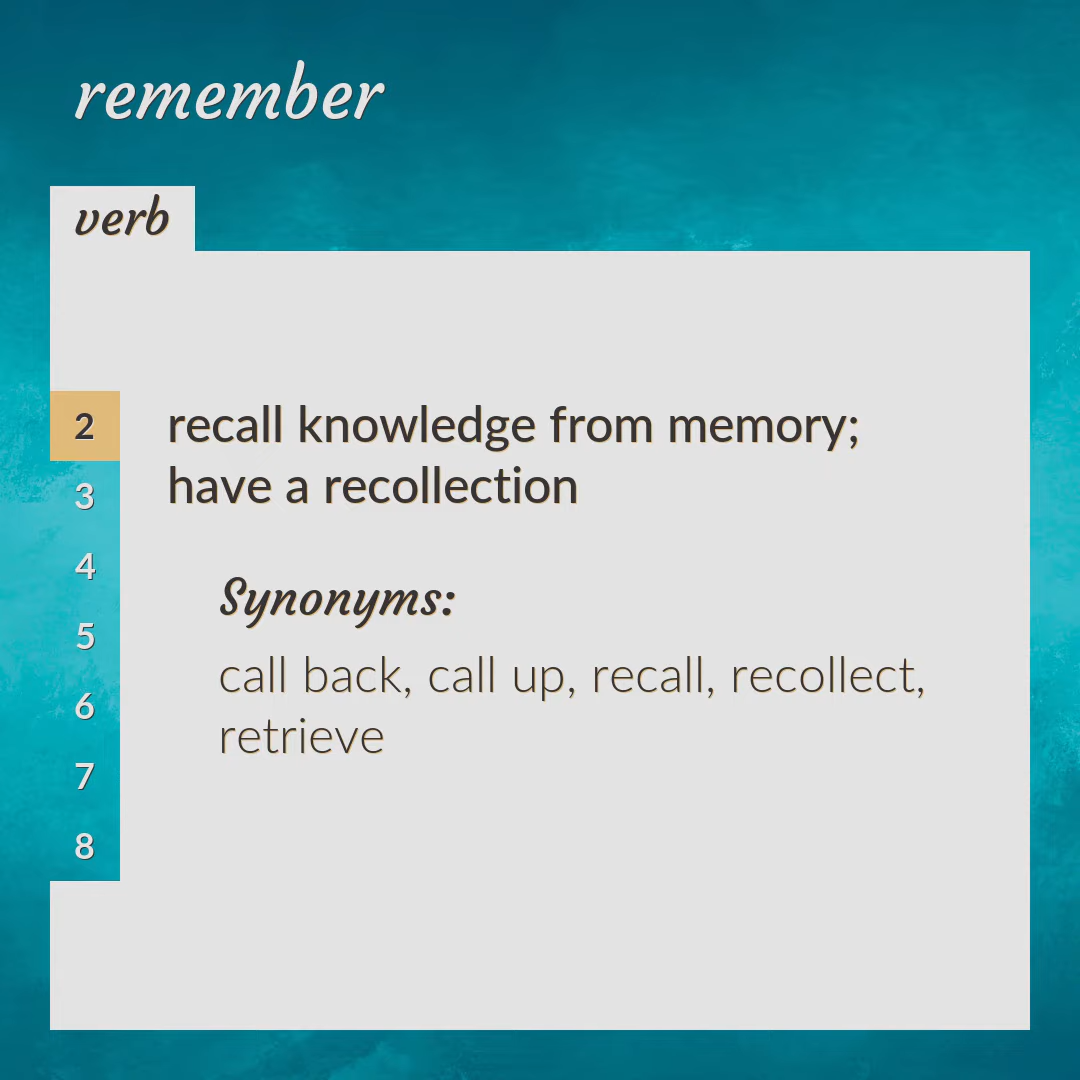 remember
verb
2
recall knowledge from memory;
have a recollection
3
4
5
6
7
8
Synonyms:
call back, call up, recall, recollect,
retrieve